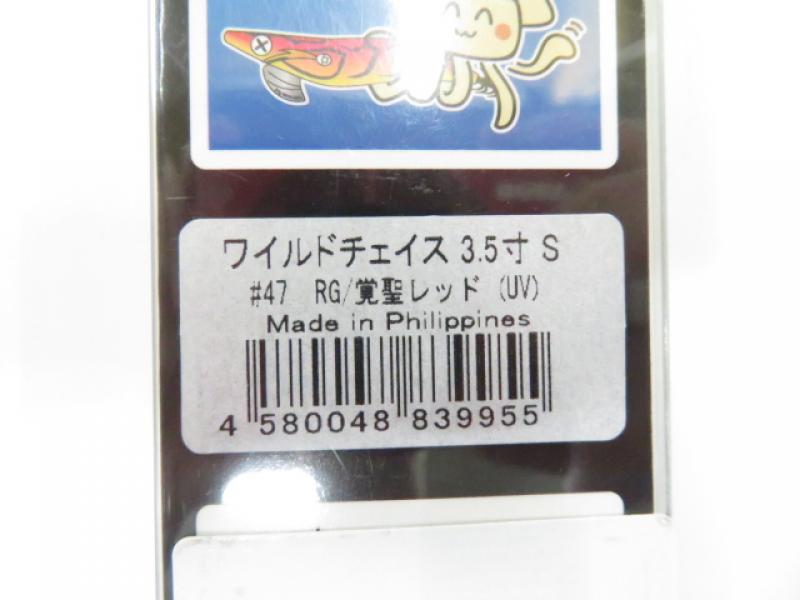 ワイルドチェイス 3.5寸 S
#47 RG/覚聖レッド (UV)
Made in Philippines
4 580048 839955